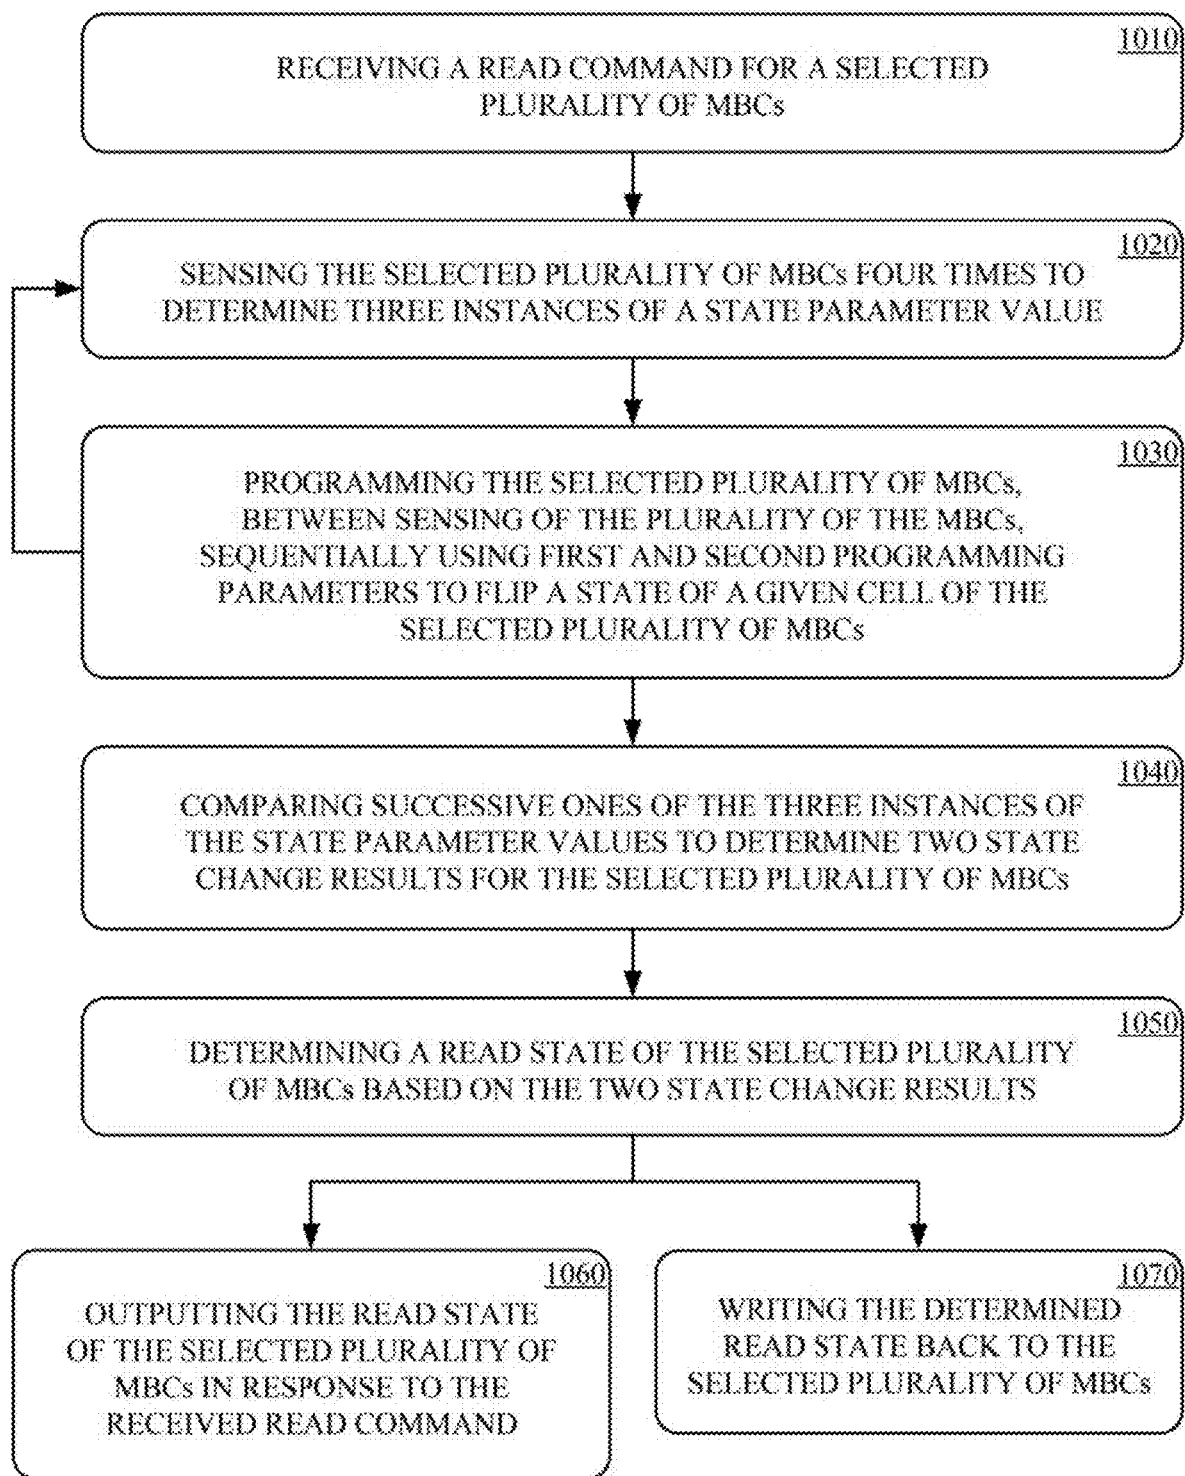 1010
RECEIVING A READ COMMAND FOR A SELECTED
PLURALITY OF MBCs
1020
SENSING THE SELECTED PLURALITY OF MBCs FOUR TIMES TO
DETERMINE THREE INSTANCES OF A STATE PARAMETER VALUE
1030
PROGRAMMING THE SELECTED PLURALITY OF MBCs,
BETWEEN SENSING OF THE PLURALITY OF THE MBCs,
SEQUENTIALLY USING FIRST AND SECOND PROGRAMMING
PARAMETERS TO FLIP A STATE OF A GIVEN CELL OF THE
SELECTED PLURALITY OF MBCs
1040
COMPARING SUCCESSIVE ONES OF THE THREE INSTANCES OF
THE STATE PARAMETER VALUES TO DETERMINE TWO STATE
CHANGE RESULTS FOR THE SELECTED PLURALITY OF MBCs
1050
DETERMINING A READ STATE OF THE SELECTED PLURALITY
OF MBCs BASED ON THE TWO STATE CHANGE RESULTS
1060
OUTPUTTING THE READ STATE
OF THE SELECTED PLURALITY OF
MBCs IN RESPONSE TO THE
RECEIVED READ COMMAND
1070
WRITING THE DETERMINED
READ STATE BACK TO THE
SELECTED PLURALITY OF MBCs